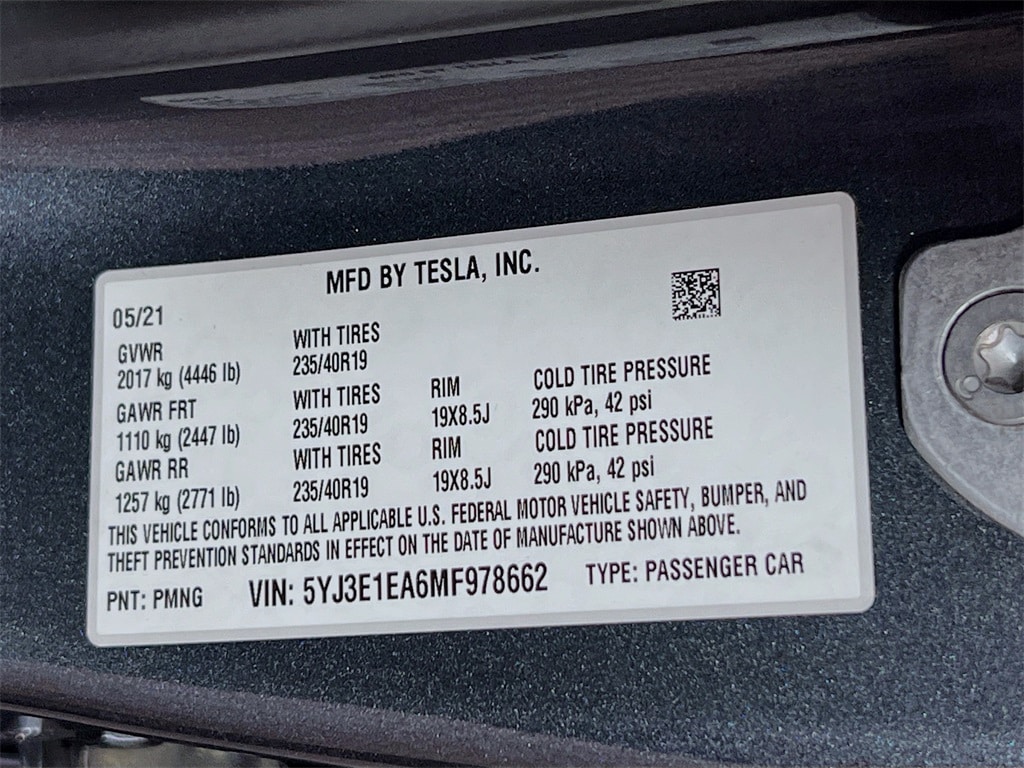 MFD BY TESLA, INC.
05/21
GVWR WITH TIRES
2017 kg (4446 lb) 235/40R19
GAWR FRT WITH TIRES RIM COLD TIRE PRESSURE
1110 kg (2447 lb) 235/40R19 19X8.5J 290 kPa, 42 psi
GAWR RR WITH TIRES RIM COLD TIRE PRESSURE
1257 kg (2771 lb) 235/40R19 19X8.5J 290 kPa, 42 psi
THIS VEHICLE CONFORMS TO ALL APPLICABLE U.S. FEDERAL MOTOR VEHICLE SAFETY, BUMPER, AND
THEFT PREVENTION STANDARDS IN EFFECT ON THE DATE OF MANUFACTURE SHOWN ABOVE.
PNT: PMNG VIN: 5YJ3E1EA6MF978662 TYPE: PASSENGER CAR